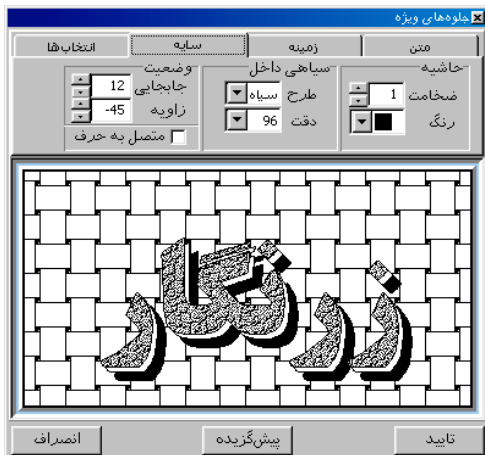 جلوه‌های ویژه
متن زمینه سایه انتخاب‌ها
حاشیه سیاهی داخل وضعیت
ضخامت 1 طرح سیاه جابجایی 12
رنگ دقت 96 زاویه -45
متصل به حرف
زرنگار
تایید پیش‌گزیده انصراف